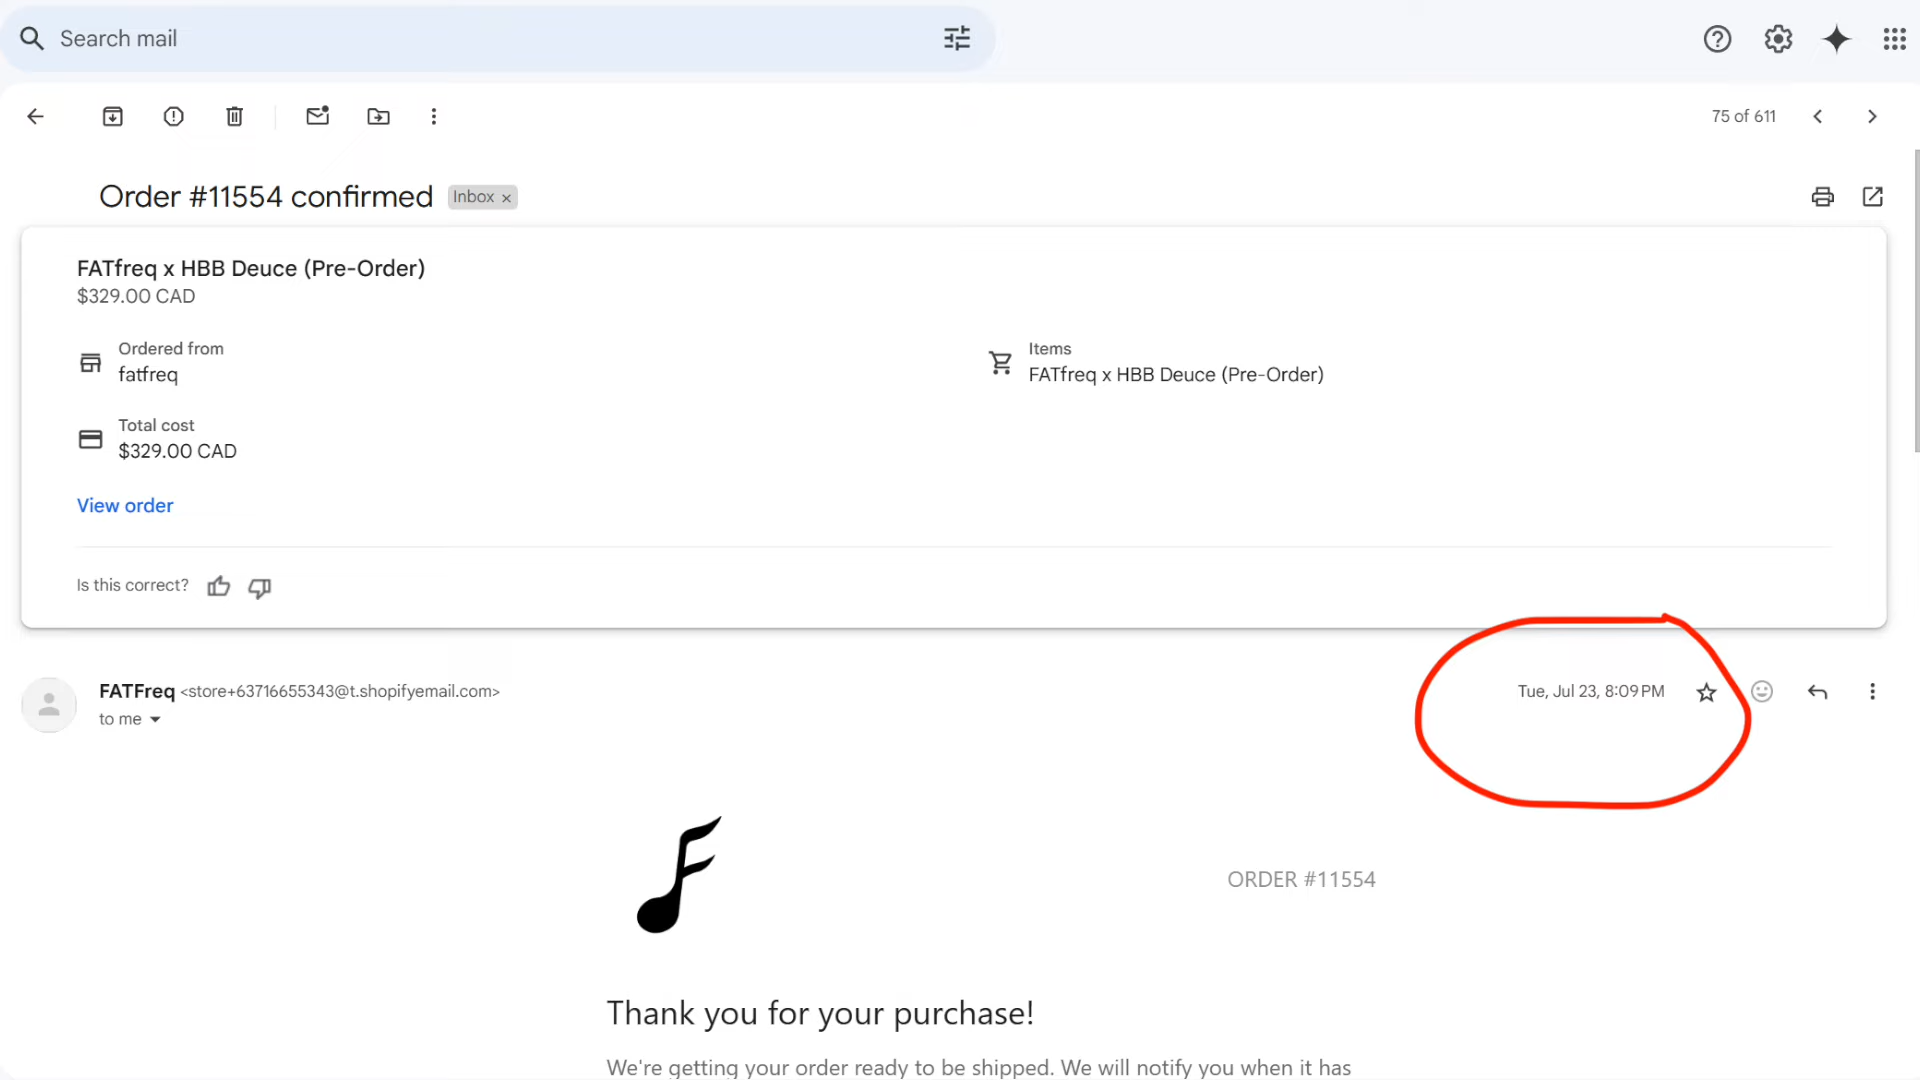 Search mail
75 of 611
Order #11554 confirmed Inbox x
FATfreq x HBB Deuce (Pre-Order)
$329.00 CAD
Ordered from
fatfreq
Items
FATfreq x HBB Deuce (Pre-Order)
Total cost
$329.00 CAD
View order
Is this correct?
FATFreq <store+63716655343@t.shopifyemail.com>
Tue, Jul 23, 8:09 PM
to me
ORDER #11554
Thank you for your purchase!
We're getting your order ready to be shipped. We will notify you when it has